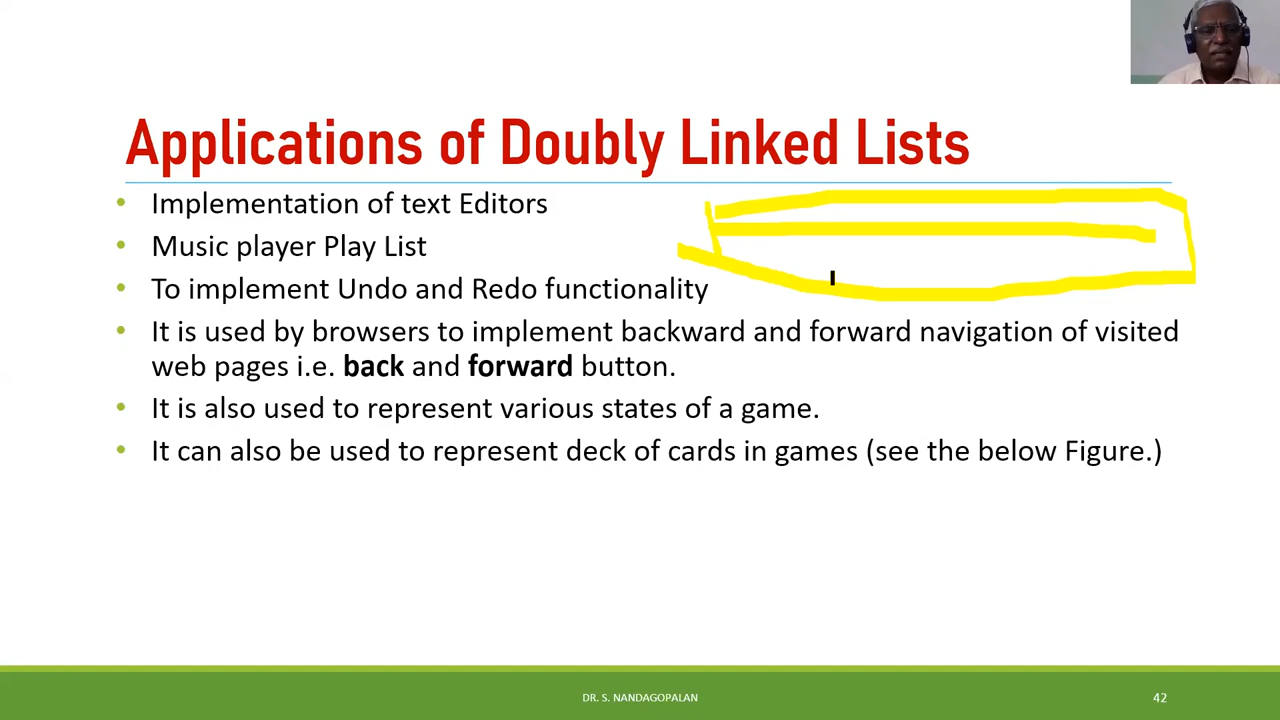 Applications of Doubly Linked Lists
• Implementation of text Editors
• Music player Play List
• To implement Undo and Redo functionality
• It is used by browsers to implement backward and forward navigation of visited
web pages i.e. back and forward button.
• It is also used to represent various states of a game.
• It can also be used to represent deck of cards in games (see the below Figure.)
DR. S. NANDAGOPALAN
42